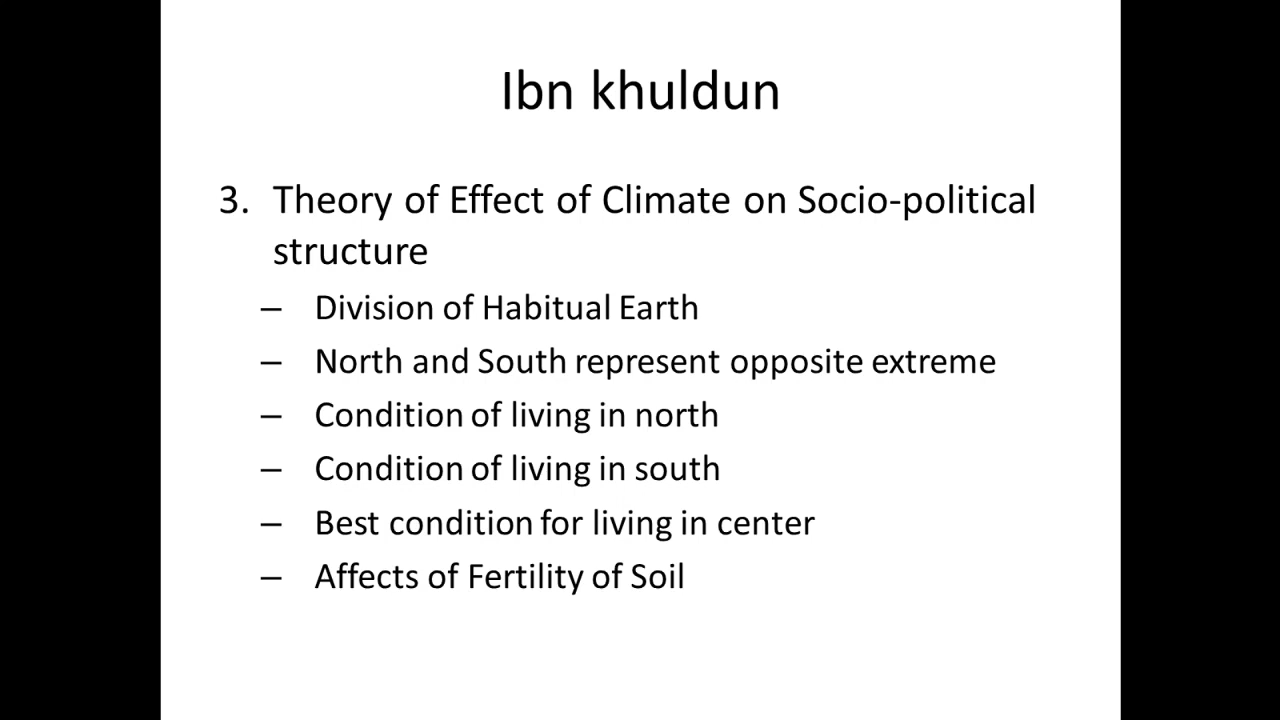 Ibn khuldun
3. Theory of Effect of Climate on Socio-political
structure
– Division of Habitual Earth
– North and South represent opposite extreme
– Condition of living in north
– Condition of living in south
– Best condition for living in center
– Affects of Fertility of Soil